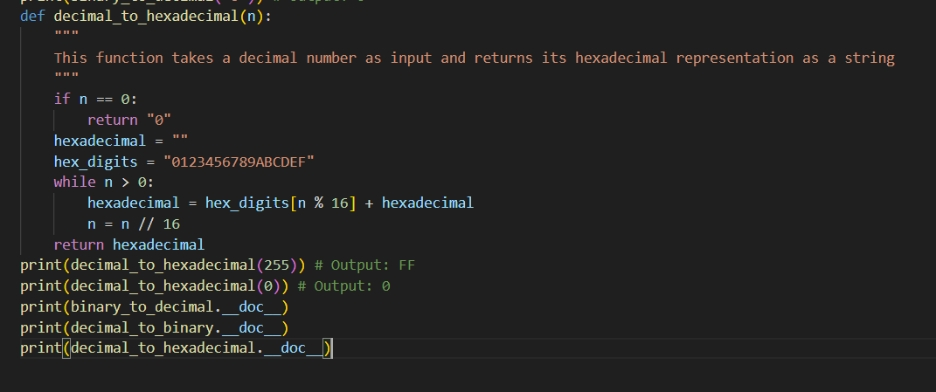 def decimal_to_hexadecimal(n):
    """
    This function takes a decimal number as input and returns its hexadecimal representation as a string
    """
    if n == 0:
        return "0"
    hexadecimal = ""
    hex_digits = "0123456789ABCDEF"
    while n > 0:
        hexadecimal = hex_digits[n % 16] + hexadecimal
        n = n // 16
    return hexadecimal
print(decimal_to_hexadecimal(255)) # Output: FF
print(decimal_to_hexadecimal(0)) # Output: 0
print(binary_to_decimal.__doc__)
print(decimal_to_binary.__doc__)
print(decimal_to_hexadecimal.__doc__)